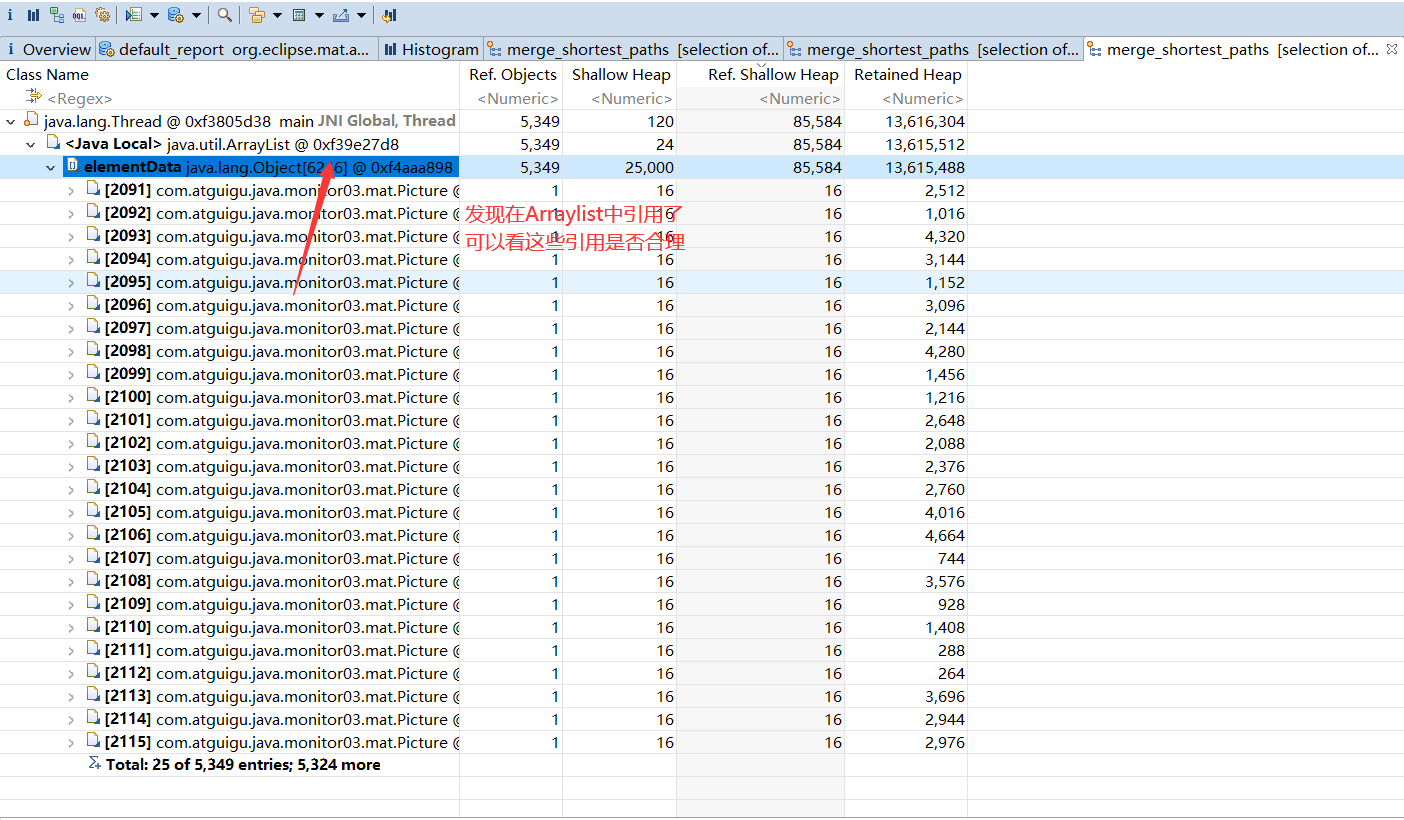 Overview default_report org.eclipse.mat.a... Histogram merge_shortest_paths [selection of... merge_shortest_paths [selection of... merge_shortest_paths [selection of...
Class Name Ref. Objects Shallow Heap Ref. Shallow Heap Retained Heap
<Regex> <Numeric> <Numeric> <Numeric> <Numeric>
java.lang.Thread @ 0xf3805d38 main JNI Global, Thread 5,349 120 85,584 13,616,304
<Java Local> java.util.ArrayList @ 0xf39e27d8 5,349 24 85,584 13,615,512
elementData java.lang.Object[ @ 0xf4aaa898 5,349 25,000 85,584 13,615,488
[2091] com.atguigu.java.monitor03.mat.Picture @ 1 16 16 2,512
发现在Arraylist中引用了
[2092] com.atguigu.java.monitor03.mat.Picture @ 1 16 16 1,016
可以看这些引用是否合理
[2093] com.atguigu.java.monitor03.mat.Picture @ 1 16 16 4,320
[2094] com.atguigu.java.monitor03.mat.Picture @ 1 16 16 3,144
[2095] com.atguigu.java.monitor03.mat.Picture @ 1 16 16 1,152
[2096] com.atguigu.java.monitor03.mat.Picture @ 1 16 16 3,096
[2097] com.atguigu.java.monitor03.mat.Picture @ 1 16 16 2,144
[2098] com.atguigu.java.monitor03.mat.Picture @ 1 16 16 4,280
[2099] com.atguigu.java.monitor03.mat.Picture @ 1 16 16 1,456
[2100] com.atguigu.java.monitor03.mat.Picture @ 1 16 16 1,216
[2101] com.atguigu.java.monitor03.mat.Picture @ 1 16 16 2,648
[2102] com.atguigu.java.monitor03.mat.Picture @ 1 16 16 2,088
[2103] com.atguigu.java.monitor03.mat.Picture @ 1 16 16 2,376
[2104] com.atguigu.java.monitor03.mat.Picture @ 1 16 16 2,760
[2105] com.atguigu.java.monitor03.mat.Picture @ 1 16 16 4,016
[2106] com.atguigu.java.monitor03.mat.Picture @ 1 16 16 4,664
[2107] com.atguigu.java.monitor03.mat.Picture @ 1 16 16 744
[2108] com.atguigu.java.monitor03.mat.Picture @ 1 16 16 3,576
[2109] com.atguigu.java.monitor03.mat.Picture @ 1 16 16 928
[2110] com.atguigu.java.monitor03.mat.Picture @ 1 16 16 1,408
[2111] com.atguigu.java.monitor03.mat.Picture @ 1 16 16 288
[2112] com.atguigu.java.monitor03.mat.Picture @ 1 16 16 264
[2113] com.atguigu.java.monitor03.mat.Picture @ 1 16 16 3,696
[2114] com.atguigu.java.monitor03.mat.Picture @ 1 16 16 2,944
[2115] com.atguigu.java.monitor03.mat.Picture @ 1 16 16 2,976
Total: 25 of 5,349 entries; 5,324 more